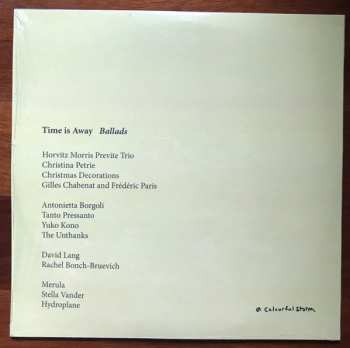 Time is Away Ballads
Horvitz Morris Previte Trio
Christina Petrie
Christmas Decorations
Gilles Chabenat and Frédéric Paris
Antonietta Borgoli
Tanto Pressanto
Yuko Kono
The Unthanks
David Lang
Rachel Bonch-Bruevich
Merula
Stella Vander
Hydroplane
a colourful storm